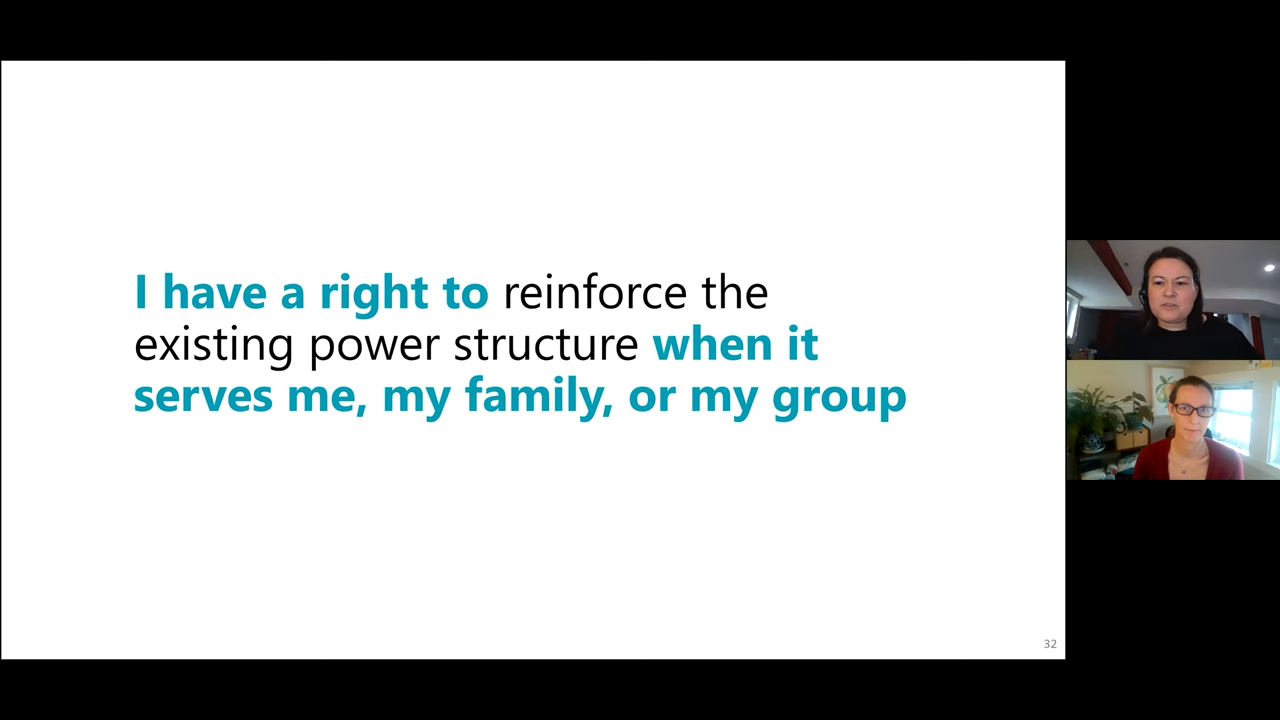 I have a right to reinforce the
existing power structure when it
serves me, my family, or my group
32